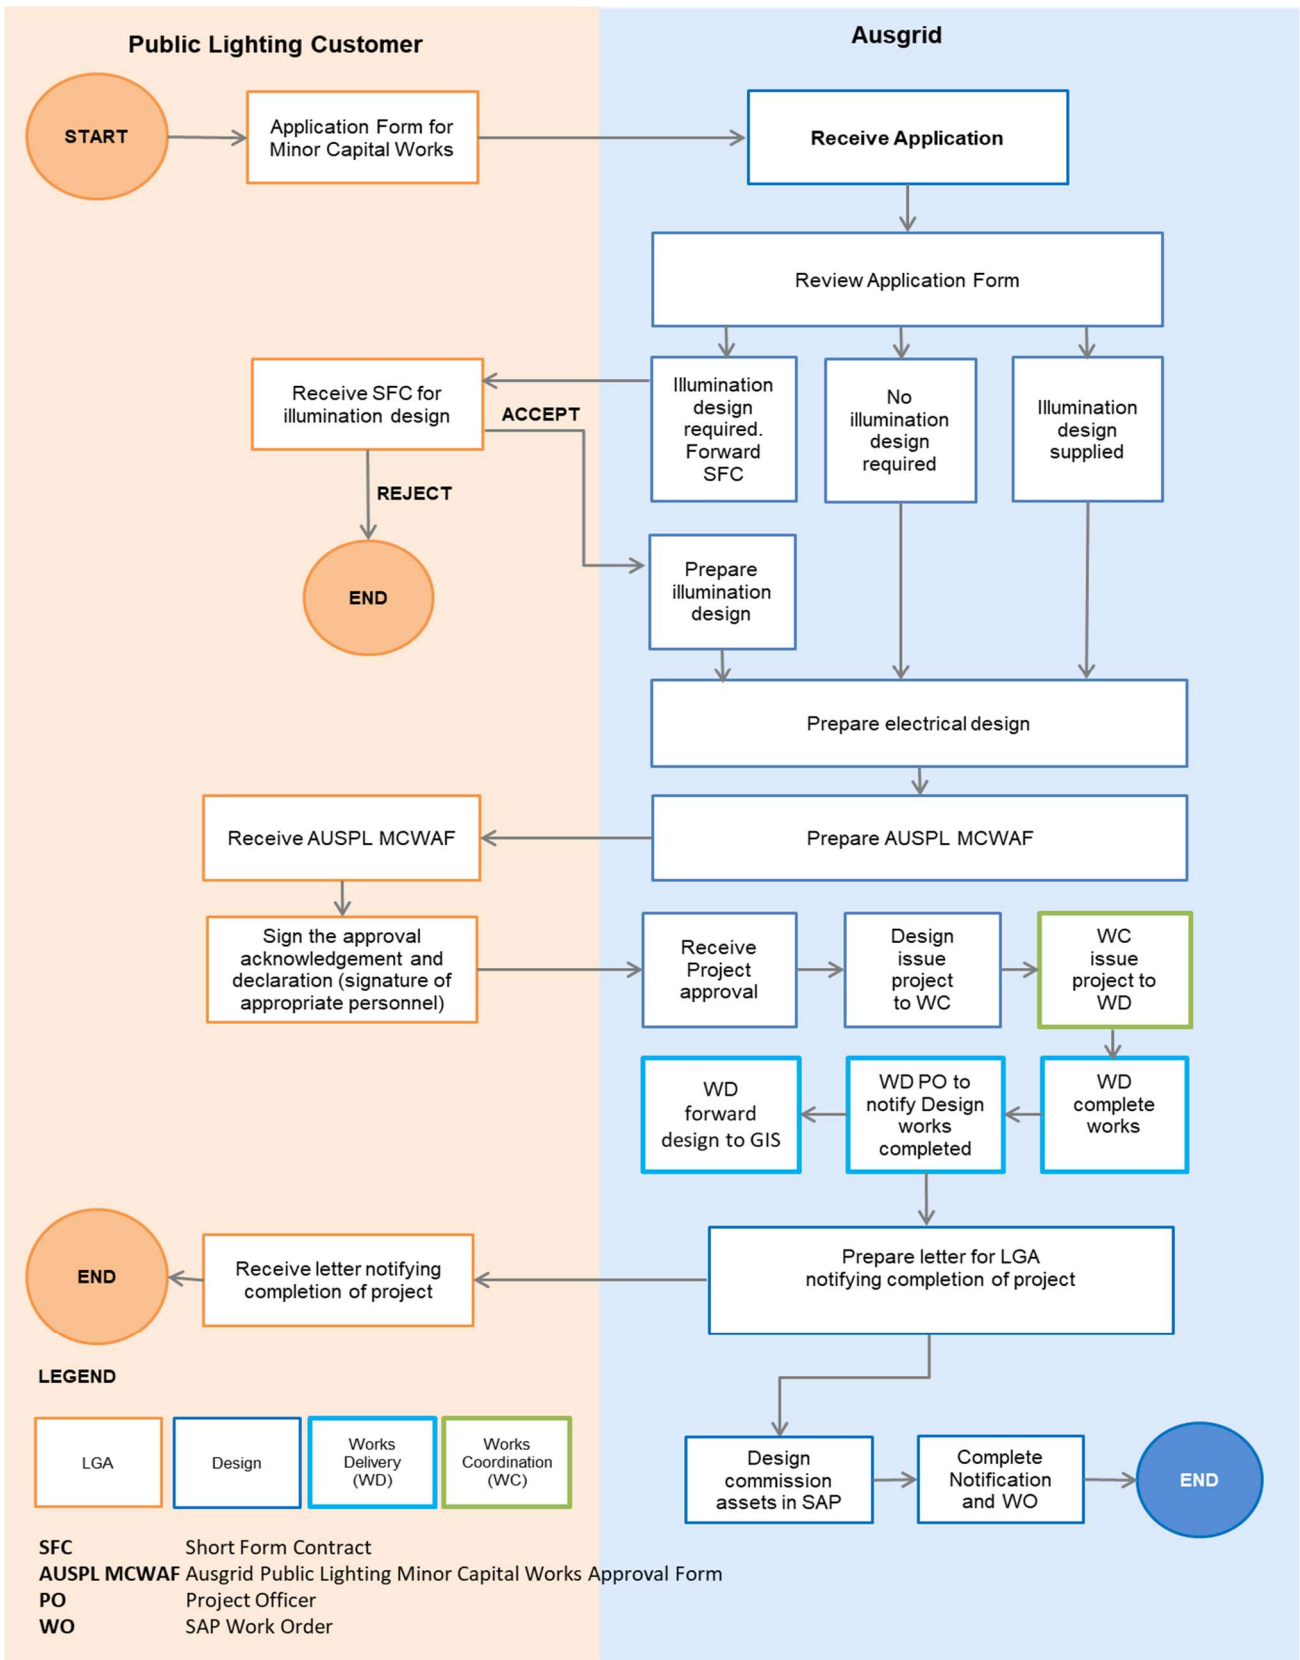 Public Lighting Customer
Ausgrid
START
Application Form for
Minor Capital Works
Receive Application
Review Application Form
Receive SFC for
illumination design
ACCEPT
REJECT
END
Illumination
design
required.
Forward
SFC
No
illumination
design
required
Illumination
design
supplied
Prepare
illumination
design
Prepare electrical design
Receive AUSPL MCWAF
Prepare AUSPL MCWAF
Sign the approval
acknowledgement and
declaration (signature of
appropriate personnel)
Receive
Project
approval
Design
issue
project
to WC
WC
issue
project to
WD
WD
forward
design to GIS
WD PO to
notify Design
works
completed
WD
complete
works
END
Receive letter notifying
completion of project
Prepare letter for LGA
notifying completion of project
LEGEND
LGA
Design
Works
Delivery
(WD)
Works
Coordination
(WC)
Design
commission
assets in SAP
Complete
Notification
and WO
END
SFC Short Form Contract
AUSPL MCWAF Ausgrid Public Lighting Minor Capital Works Approval Form
PO Project Officer
WO SAP Work Order